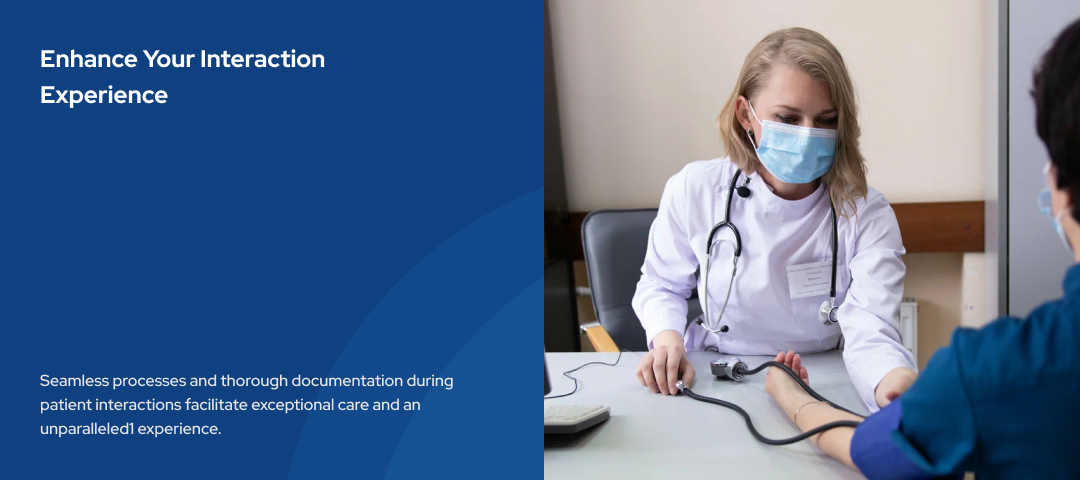 Enhance Your Interaction
Experience
Seamless processes and thorough documentation during
patient interactions facilitate exceptional care and an
unparalleled1 experience.